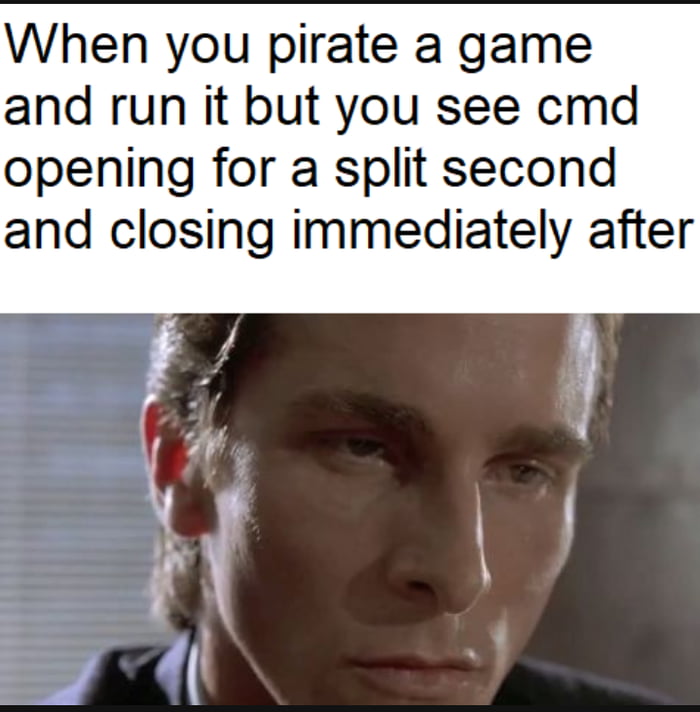 When you pirate a game
and run it but you see cmd
opening for a split second
and closing immediately after